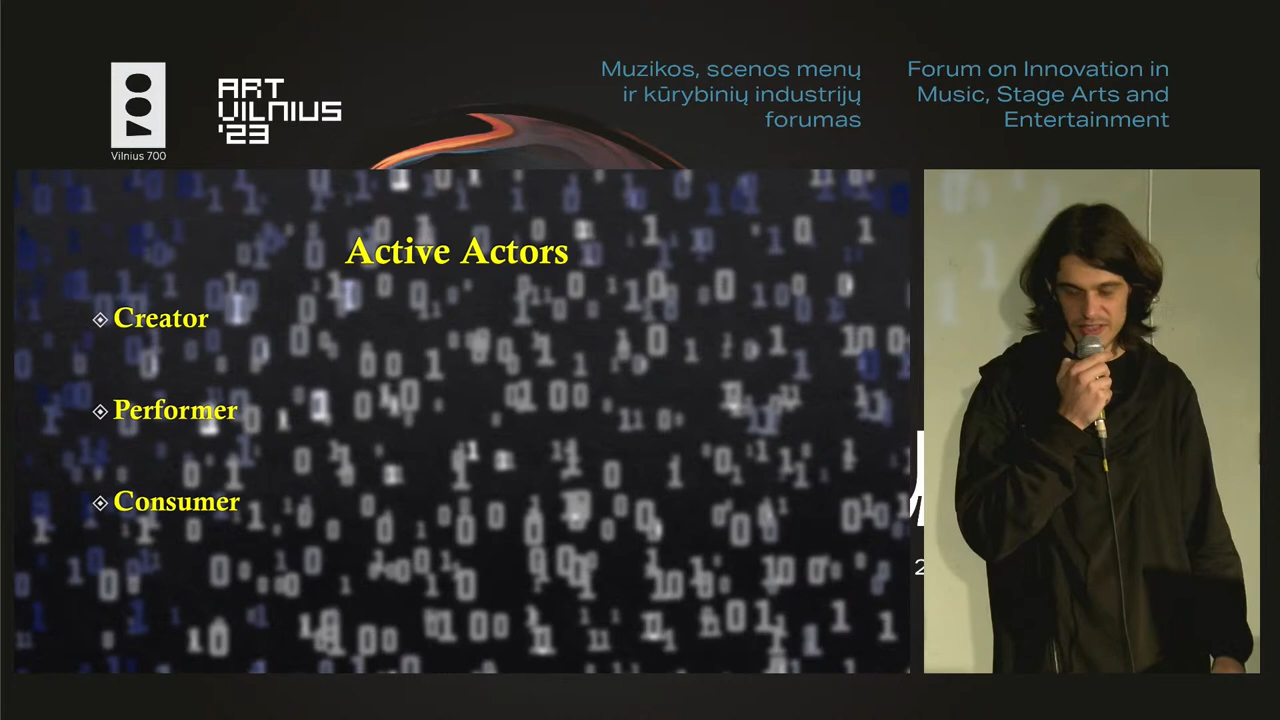 Vilnius 700
ART
VILNIUS
'23
Muzikos, scenos menų
ir kūrybinių industrijų
forumas
Forum on Innovation in
Music, Stage Arts and
Entertainment
Active Actors
Creator
Performer
Consumer